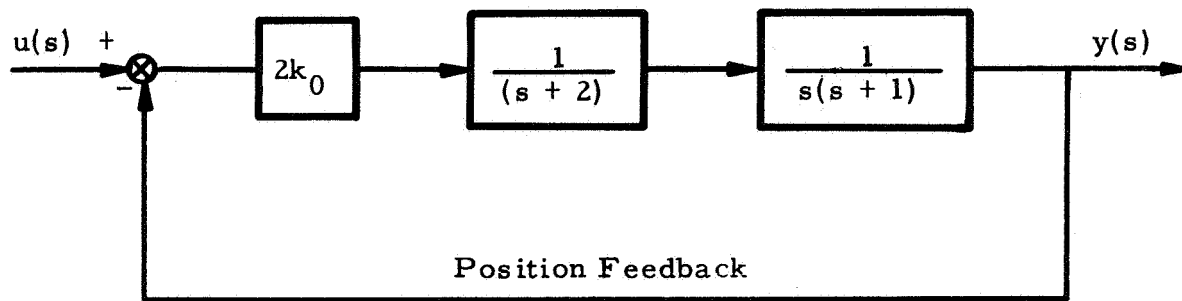 u(s) +
-
2k0
1
(s + 2)
1
s(s + 1)
y(s)
Position Feedback